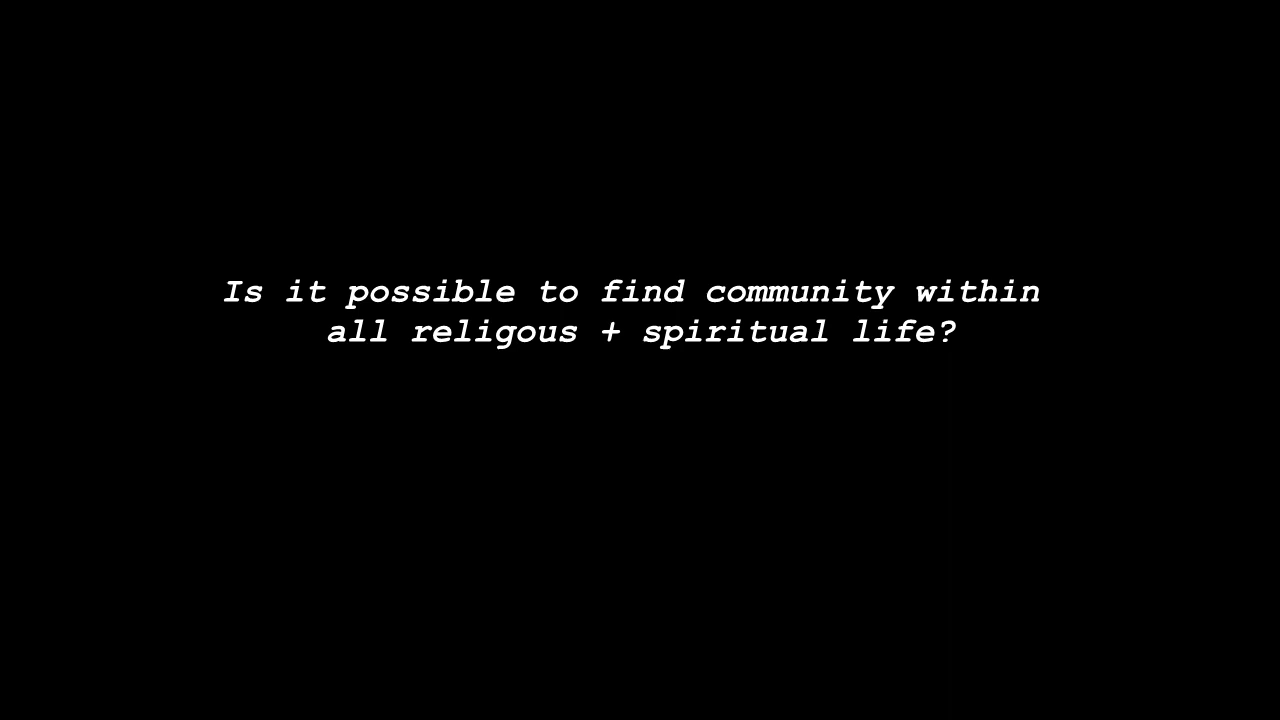 Is it possible to find community within
all religous + spiritual life?